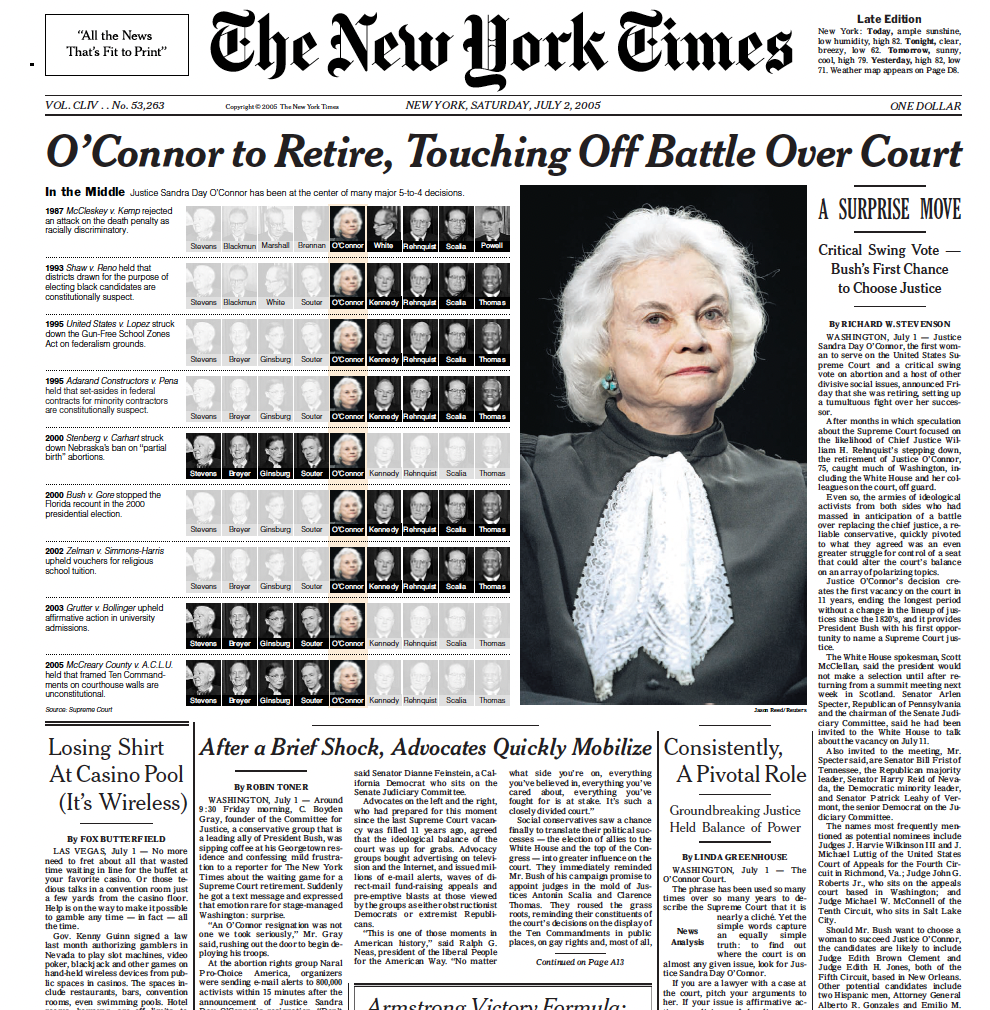 "All the News
That's Fit to Print"
The New York Times
Late Edition
New York: Today, ample sunshine,
low humidity, high 82. Tonight, clear,
breezy, low 62. Tomorrow, sunny,
cool, high 79. Yesterday, high 82, low
71. Weather map appears on Page D8.
VOL. CLIV . . No. 53,263
Copyright © 2005 The New York Times
NEW YORK, SATURDAY, JULY 2, 2005
ONE DOLLAR
O'Connor to Retire, Touching Off Battle Over Court
In the Middle Justice Sandra Day O'Connor has been at the center of many major 5-to-4 decisions.
1987 McCleskey v. Kemp rejected
an attack on the death penalty as
racially discriminatory.
Stevens Blackmun Marshall Brennan O'Connor White Rehnquist Scalia Powell
1993 Shaw v. Reno held that
districts drawn for the purpose of
electing black candidates are
constitutionally suspect.
Stevens Blackmun White Souter O'Connor Kennedy Rehnquist Scalia Thomas
1995 United States v. Lopez struck
down the Gun-Free School Zones
Act on federalism grounds.
Stevens Breyer Ginsburg Souter O'Connor Kennedy Rehnquist Scalia Thomas
1995 Adarand Constructors v. Pena
held that set-asides in federal
contracts for minority contractors
are constitutionally suspect.
Stevens Breyer Ginsburg Souter O'Connor Kennedy Rehnquist Scalia Thomas
2000 Stenberg v. Carhart struck
down Nebraska's ban on "partial
birth" abortions.
Stevens Breyer Ginsburg Souter O'Connor Kennedy Rehnquist Scalia Thomas
2000 Bush v. Gore stopped the
Florida recount in the 2000
presidential election.
Stevens Breyer Ginsburg Souter O'Connor Kennedy Rehnquist Scalia Thomas
2002 Zelman v. Simmons-Harris
upheld vouchers for religious
school tuition.
Stevens Breyer Ginsburg Souter O'Connor Kennedy Rehnquist Scalia Thomas
2003 Grutter v. Bollinger upheld
affirmative action in university
admissions.
Stevens Breyer Ginsburg Souter O'Connor Kennedy Rehnquist Scalia Thomas
2005 McCreary County v. A.C.L.U.
held that framed Ten Command-
ments on courthouse walls are
unconstitutional.
Stevens Breyer Ginsburg Souter O'Connor Kennedy Rehnquist Scalia Thomas
Source: Supreme Court
Jason Reed/Reuters
A SURPRISE MOVE
Critical Swing Vote —
Bush's First Chance
to Choose Justice
By RICHARD W. STEVENSON
WASHINGTON, July 1 — Justice
Sandra Day O'Connor, the first wom-
an to serve on the United States Su-
preme Court and a critical swing
vote on abortion and a host of other
divisive social issues, announced Fri-
day that she was retiring, setting up
a tumultuous fight over her succes-
sor.
After months in which speculation
about the Supreme Court focused on
the likelihood of Chief Justice Wil-
liam H. Rehnquist's stepping down,
the retirement of Justice O'Connor,
75, caught much of Washington, in-
cluding the White House and her col-
leagues on the court, off guard.
Even so, the armies of ideological
activists from both sides who had
massed in anticipation of a battle
over replacing the chief justice, a re-
liable conservative, quickly pivoted
to what they agreed was an even
greater struggle for control of a seat
that could alter the court's balance
on an array of polarizing topics.
Justice O'Connor's decision cre-
ates the first vacancy on the court in
11 years, ending the longest period
without a change in the lineup of jus-
tices since the 1820's, and it provides
President Bush with his first oppor-
tunity to name a Supreme Court jus-
tice.
The White House spokesman, Scott
McClellan, said the president would
not make a selection until after re-
turning from a summit meeting next
week in Scotland. Senator Arlen
Specter, Republican of Pennsylvania
and the chairman of the Senate Judi-
ciary Committee, said he had been
invited to the White House to talk
about the vacancy on July 11.
Also invited to the meeting, Mr.
Specter said, are Senator Bill Frist of
Tennessee, the Republican majority
leader, Senator Harry Reid of Neva-
da, the Democratic minority leader,
and Senator Patrick Leahy of Ver-
mont, the senior Democrat on the Ju-
diciary Committee.
The names most frequently men-
tioned as potential nominees include
Judges J. Harvie Wilkinson III and J.
Michael Luttig of the United States
Court of Appeals for the Fourth Cir-
cuit in Richmond, Va.; Judge John G.
Roberts Jr., who sits on the appeals
court based in Washington; and
Judge Michael W. McConnell of the
Tenth Circuit, who sits in Salt Lake
City.
Should Mr. Bush want to choose a
woman to succeed Justice O'Connor,
the candidates are likely to include
Judge Edith Brown Clement and
Judge Edith H. Jones, both of the
Fifth Circuit, based in New Orleans.
Other potential candidates include
two Hispanic men, Attorney General
Alberto R. Gonzales and Emilio M.
Losing Shirt
At Casino Pool
(It's Wireless)
By FOX BUTTERFIELD
LAS VEGAS, July 1 — No more
need to fret about all that wasted
time waiting in line for the buffet at
your favorite casino. Or those te-
dious talks in a convention room just
a few yards from the casino floor.
Help is on the way to make it possible
to gamble any time — in fact — all
the time.
Gov. Kenny Guinn signed a law
last month authorizing gamblers in
Nevada to play slot machines, video
poker, blackjack and other games on
hand-held wireless devices from pub-
lic spaces in casinos. The spaces in-
clude restaurants, bars, convention
rooms, even swimming pools. Hotel
After a Brief Shock, Advocates Quickly Mobilize
By ROBIN TONER
WASHINGTON, July 1 — Around
9:30 Friday morning, C. Boyden
Gray, founder of the Committee for
Justice, a conservative group that is
a leading ally of President Bush, was
sipping coffee at his Georgetown res-
idence and confessing mild frustra-
tion to a reporter for The New York
Times about the waiting game for a
Supreme Court retirement. Suddenly
he got a text message and expressed
that emotion rare for stage-managed
Washington: surprise.
"An O'Connor resignation was not
one we took seriously," Mr. Gray
said, rushing out the door to begin de-
ploying his troops.
At the abortion rights group Naral
Pro-Choice America, organizers
were sending e-mail alerts to 800,000
activists within 15 minutes after the
announcement of Justice Sandra
said Senator Dianne Feinstein, a Cal-
ifornia Democrat who sits on the
Senate Judiciary Committee.
Advocates on the left and the right,
who had prepared for this moment
since the last Supreme Court vacan-
cy was filled 11 years ago, agreed
that the ideological balance of the
court was up for grabs. Advocacy
groups bought advertising on televi-
sion and the Internet, and issued mil-
lions of e-mail alerts, waves of di-
rect-mail fund-raising appeals and
pre-emptive blasts at those viewed
by the groups as either obstructionist
Democrats or extremist Republi-
cans.
"This is one of those moments in
American history," said Ralph G.
Neas, president of the liberal People
for the American Way. "No matter
what side you're on, everything
you've believed in, everything you've
cared about, everything you've
fought for is at stake. It's such a
closely divided court."
Social conservatives saw a chance
finally to translate their political suc-
cesses — the election of allies to the
White House and the top of the Con-
gress — into greater influence on the
court. They immediately reminded
Mr. Bush of his campaign promise to
appoint judges in the mold of Jus-
tices Antonin Scalia and Clarence
Thomas. They roused the grass
roots, reminding their constituents of
the court's decisions on the display of
the Ten Commandments in public
places, on gay rights and, most of all,
Continued on Page A13
Armstrong Victory Formula:
Consistently,
A Pivotal Role
Groundbreaking Justice
Held Balance of Power
By LINDA GREENHOUSE
WASHINGTON, July 1 — The
O'Connor Court.
The phrase has been used so many
times over so many years to de-
scribe the Supreme Court that it is
nearly a cliché. Yet the
simple words capture
an equally simple
truth: to find out
where the court is on
News
Analysis
almost any given issue, look for Jus-
tice Sandra Day O'Connor.
If you are a lawyer with a case at
the court, pitch your arguments to
her. If your issue is affirmative ac-